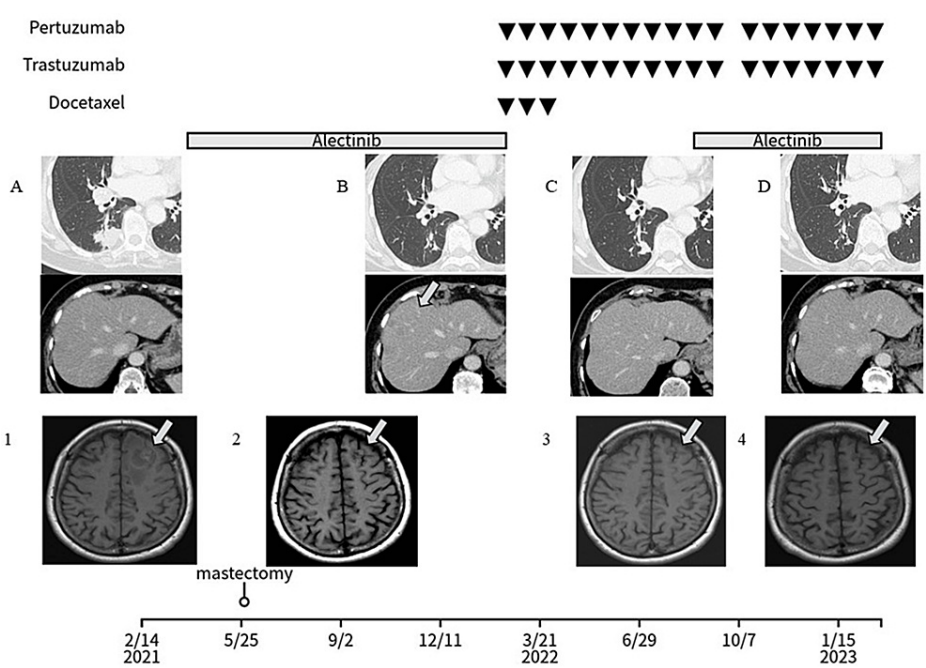 Pertuzumab
Trastuzumab
Docetaxel
Alectinib
Alectinib
A
B
C
D
1
2
3
4
mastectomy
2/14 5/25 9/2 12/11 3/21 6/29 10/7 1/15
2021 2022 2023